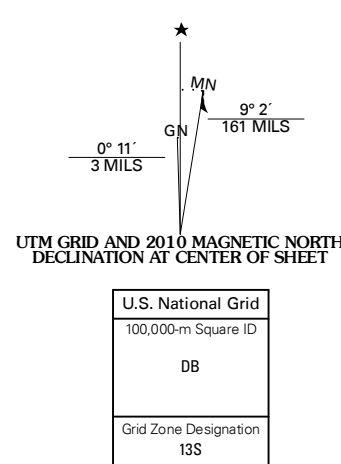 ★
MN
GN
9° 2´
161 MILS
0° 11´
3 MILS
UTM GRID AND 2010 MAGNETIC NORTH
DECLINATION AT CENTER OF SHEET
U.S. National Grid
100,000-m Square ID
DB
Grid Zone Designation
13S